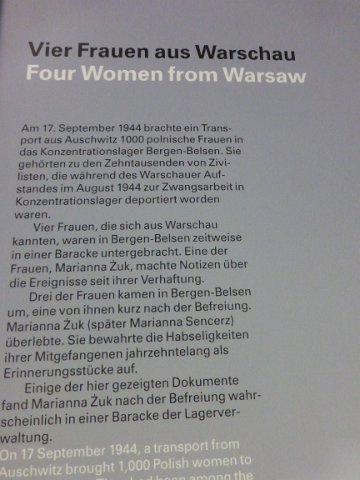 Vier Frauen aus Warschau
Four Women from Warsaw
Am 17. September 1944 brachte ein Trans-
port aus Auschwitz 1000 polnische Frauen in
das Konzentrationslager Bergen-Belsen. Sie
gehörten zu den Zehntausenden von Zivi-
listen, die während des Warschauer Auf-
standes im August 1944 zur Zwangsarbeit in
Konzentrationslager deportiert worden
waren.
Vier Frauen, die sich aus Warschau
kannten, waren in Bergen-Belsen zeitweise
in einer Baracke untergebracht. Eine der
Frauen, Marianna Żuk, machte Notizen über
die Ereignisse seit ihrer Verhaftung.
Drei der Frauen kamen in Bergen-Belsen
um, eine von ihnen kurz nach der Befreiung.
Marianna Żuk (später Marianna Sencerz)
überlebte. Sie bewahrte die Habseligkeiten
ihrer Mitgefangenen jahrzehntelang als
Erinnerungsstücke auf.
Einige der hier gezeigten Dokumente
fand Marianna Żuk nach der Befreiung wahr-
scheinlich in einer Baracke der Lagerver-
waltung.
On 17 September 1944, a transport from
Auschwitz brought 1,000 Polish women to
They had been among the